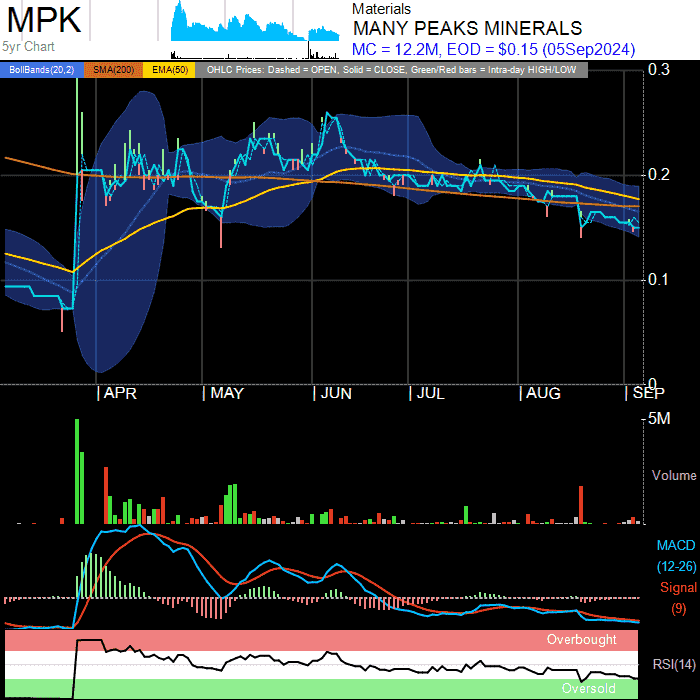 MPK
5yr Chart
Materials
MANY PEAKS MINERALS
MC = 12.2M, EOD = $0.15 (05Sep2024)
BollBands(20,2) SMA(200) EMA(50) OHLC Prices: Dashed = OPEN, Solid = CLOSE, Green/Red bars = Intra-day HIGH/LOW
0.3
0.2
0.1
0
APR MAY JUN JUL AUG SEP
5M
Volume
MACD
(12-26)
Signal
(9)
Overbought
RSI(14)
Oversold